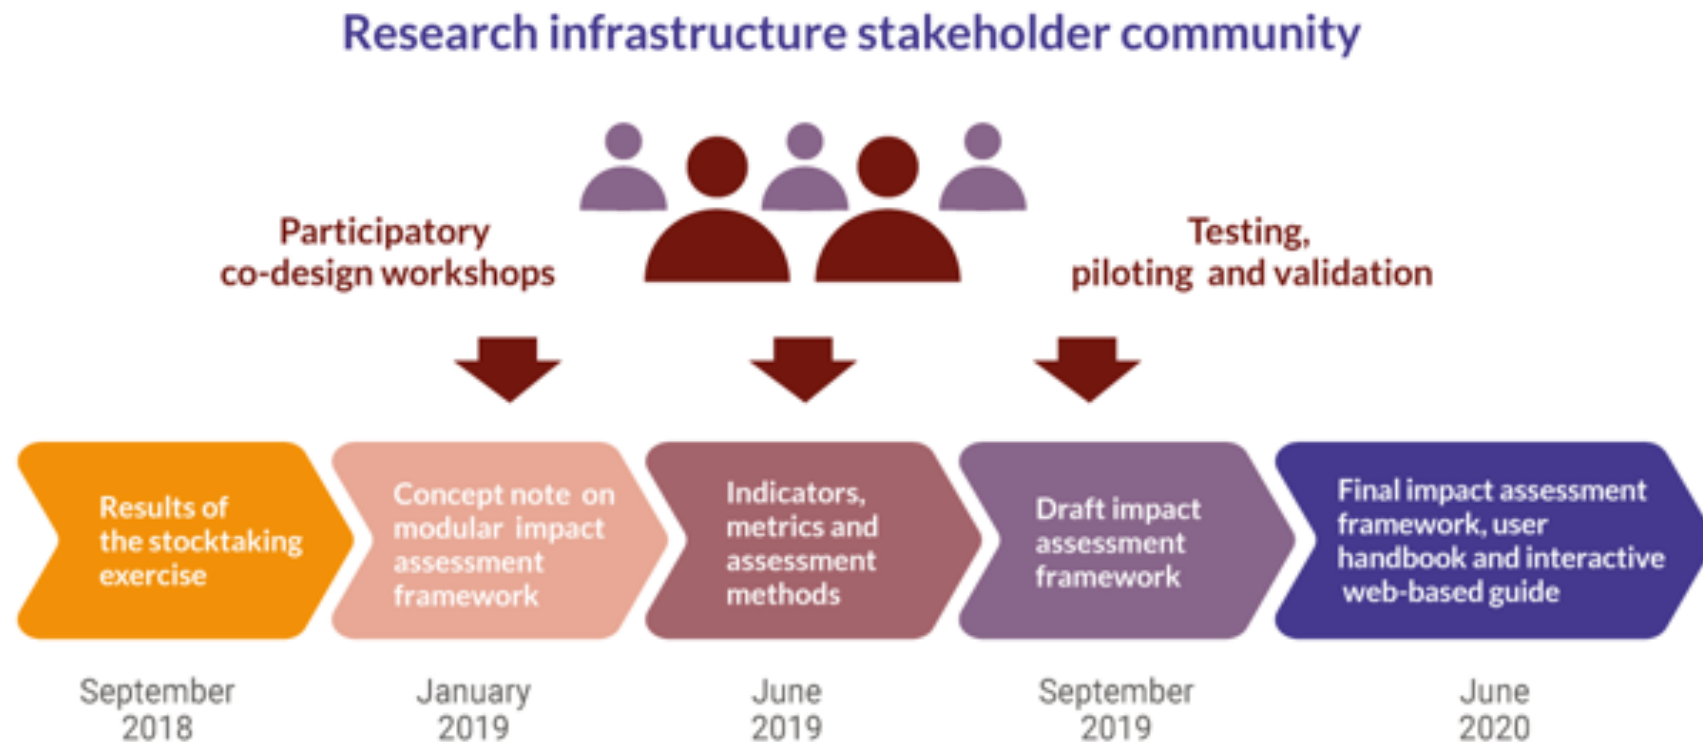 Research infrastructure stakeholder community
Participatory
co-design workshops
Testing,
piloting and validation
Results of
the stocktaking
exercise
Concept note on
modular impact
assessment
framework
Indicators,
metrics and
assessment
methods
Draft impact
assessment
framework
Final impact assessment
framework, user
handbook and interactive
web-based guide
September
2018
January
2019
June
2019
September
2019
June
2020